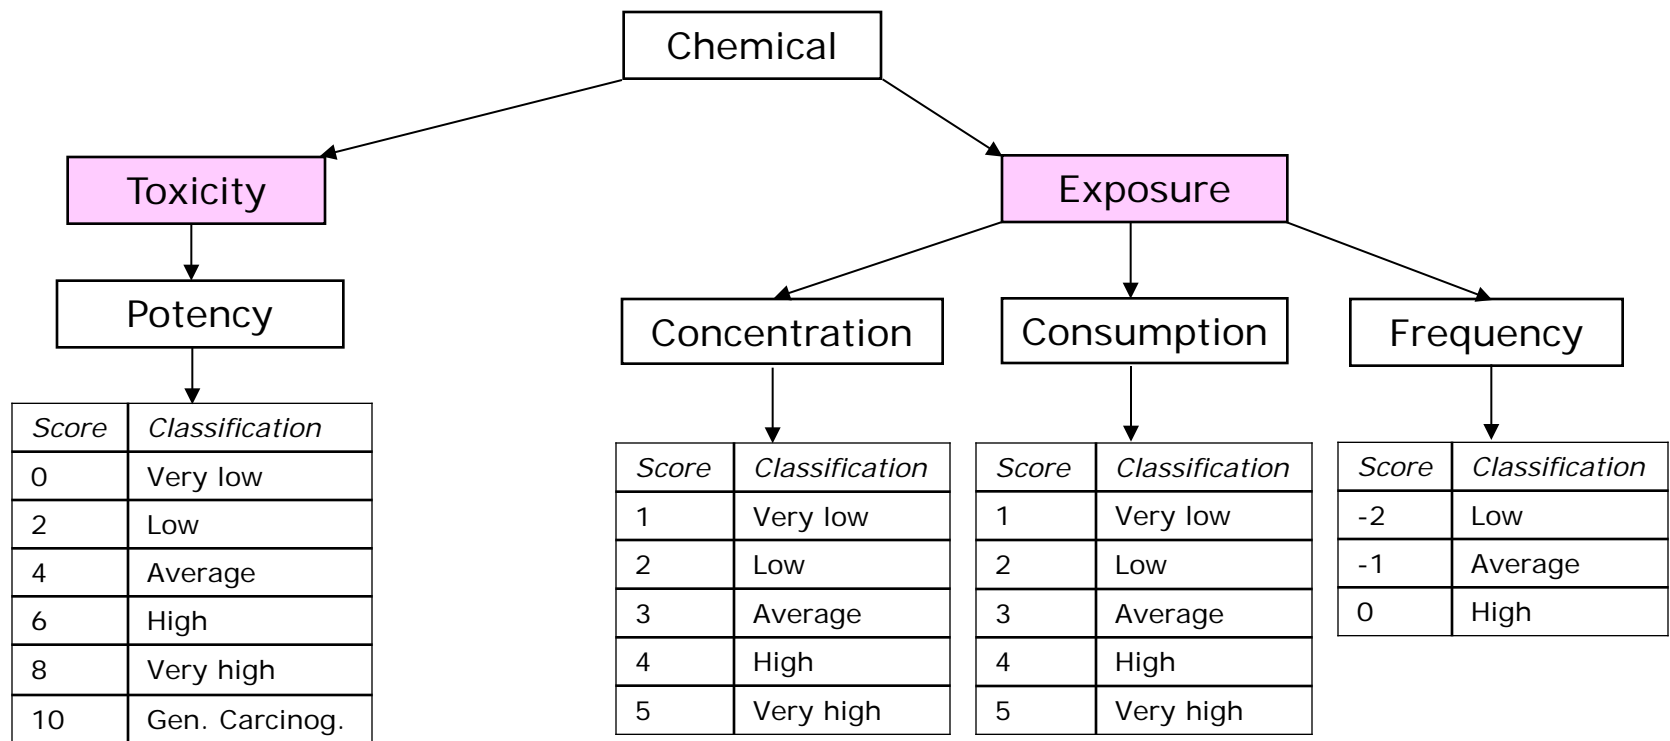 Chemical
Toxicity
Exposure
Potency
Concentration
Consumption
Frequency
Score Classification
0 Very low
2 Low
4 Average
6 High
8 Very high
10 Gen. Carcinog.
Score Classification
1 Very low
2 Low
3 Average
4 High
5 Very high
Score Classification
1 Very low
2 Low
3 Average
4 High
5 Very high
Score Classification
-2 Low
-1 Average
0 High